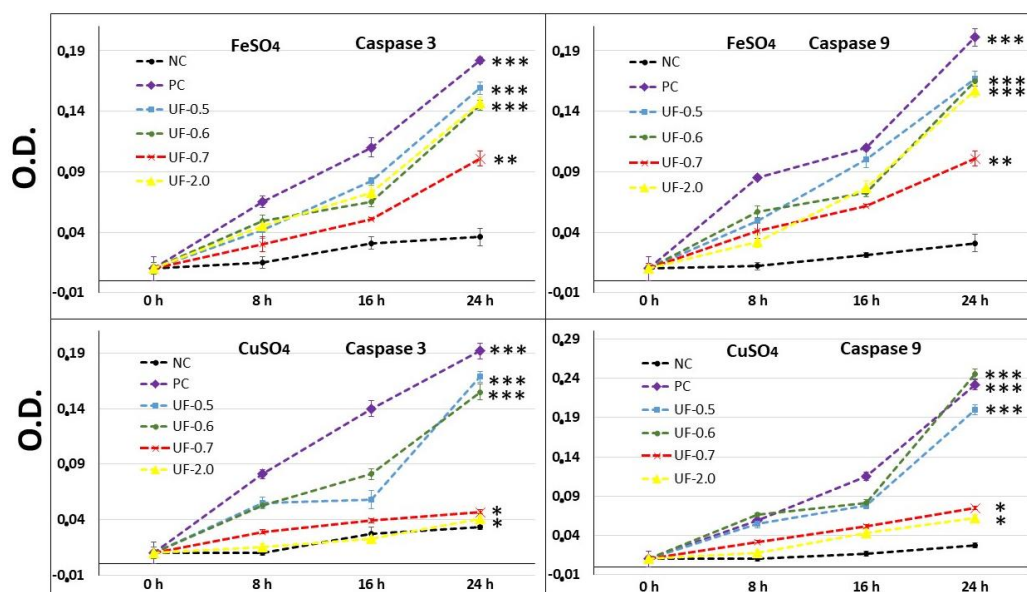 FeSO4 Caspase 3
0,19
0,14
0,09
0,04
-0,01
NC
PC
UF-0.5
UF-0.6
UF-0.7
UF-2.0
O.D.
***
***
***
**
0 h 8 h 16 h 24 h
FeSO4 Caspase 9
0,19
0,14
0,09
0,04
-0,01
NC
PC
UF-0.5
UF-0.6
UF-0.7
UF-2.0
***
***
***
**
0 h 8 h 16 h 24 h
CuSO4 Caspase 3
0,19
0,14
0,09
0,04
-0,01
NC
PC
UF-0.5
UF-0.6
UF-0.7
UF-2.0
O.D.
***
***
***
*
*
0 h 8 h 16 h 24 h
CuSO4 Caspase 9
0,29
0,24
0,19
0,14
0,09
0,04
-0,01
NC
PC
UF-0.5
UF-0.6
UF-0.7
UF-2.0
***
***
***
*
*
0 h 8 h 16 h 24 h